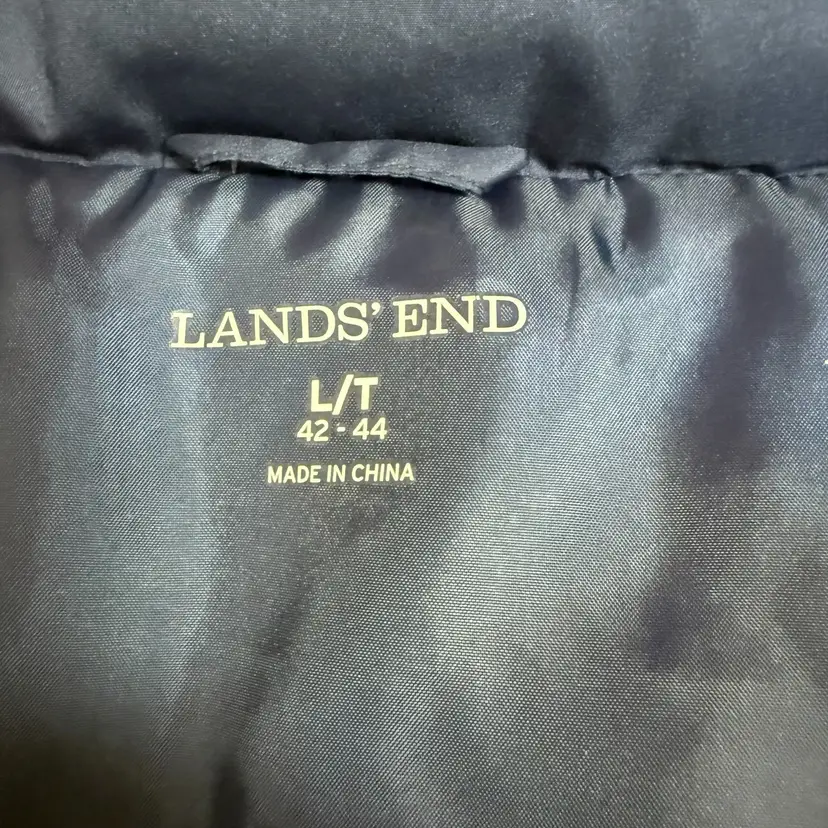 LANDS' END
L/T
42 - 44
MADE IN CHINA